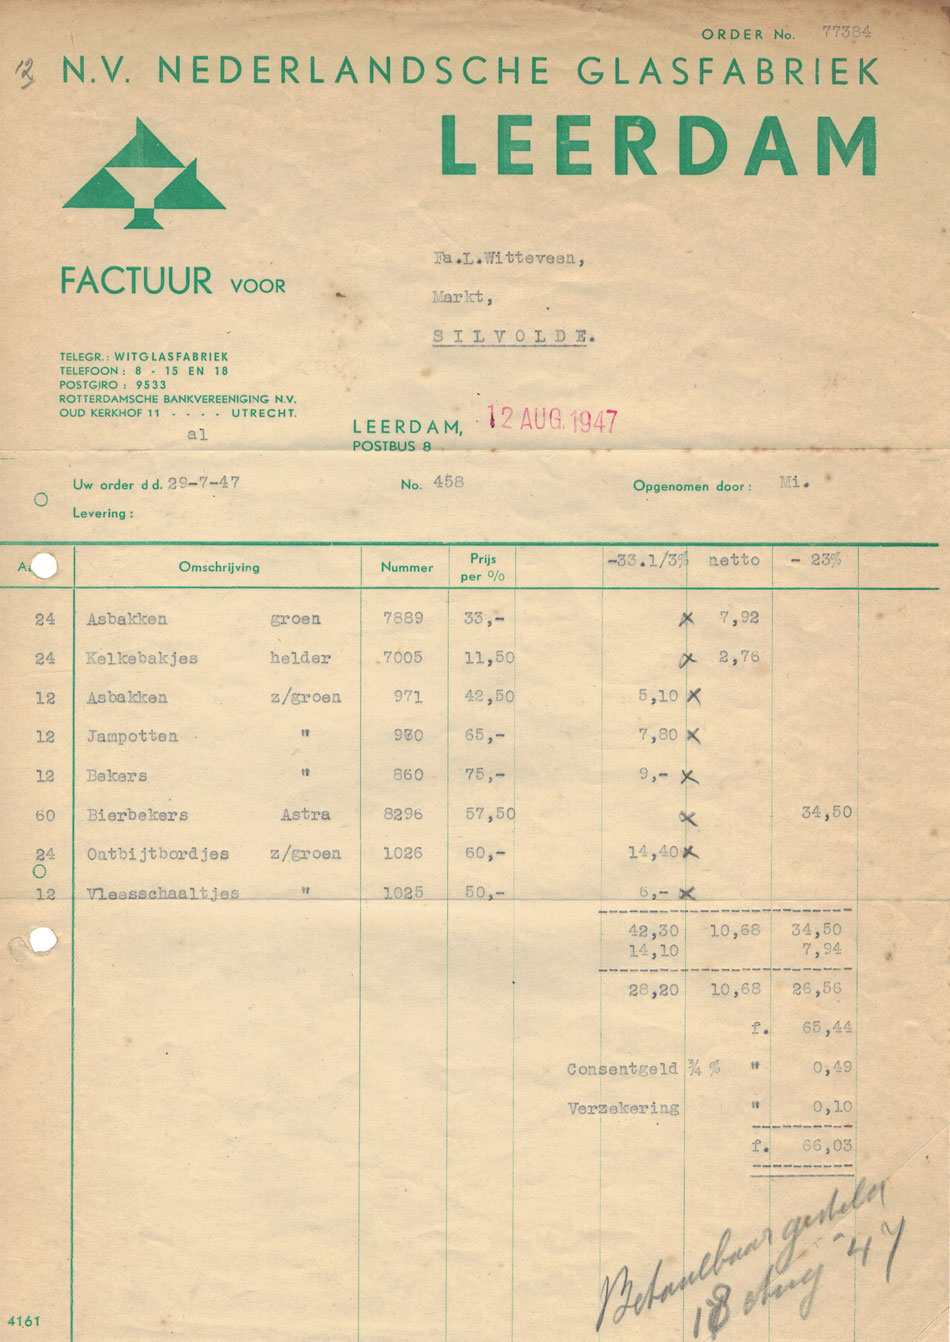 ORDER No. 77384
12
N.V. NEDERLANDSCHE GLASFABRIEK
LEERDAM
FACTUUR VOOR
Fa.L.Witteveen,
Markt,
SILVOLDE.
TELEGR.: WITGLASFABRIEK
TELEFOON: 8 - 15 EN 18
POSTGIRO: 9533
ROTTERDAMSCHE BANKVEREENIGING N.V.
OUD KERKHOF 11 - - - - UTRECHT.
al
LEERDAM, 12 AUG. 1947
POSTBUS 8
Uw order dd. 29-7-47 No. 458 Opgenomen door: Mi.
Levering:
Omschrijving Nummer Prijs per % -33.1/3% netto - 23%
24 Asbakken groen 7889 33,- x 7,92
24 Kelkebakjes helder 7005 11,50 x 2,76
12 Asbakken z/groen 971 42,50 5,10 x
12 Jampotten " 970 65,- 7,80 x
12 Bekers " 860 75,- 9,- x
60 Bierbekers Astra 8296 57,50 x 34,50
24 Ontbijtbordjes z/groen 1026 60,- 14,40 x
12 Vleesschaaltjes " 1025 50,- 6,- x
42,30 10,68 34,50
14,10 7,94
28,20 10,68 26,56
f. 65,44
Consentgeld ¾ % " 0,49
Verzekering " 0,10
f. 66,03
Betaalbaar gesteld
18 Aug -47
4161